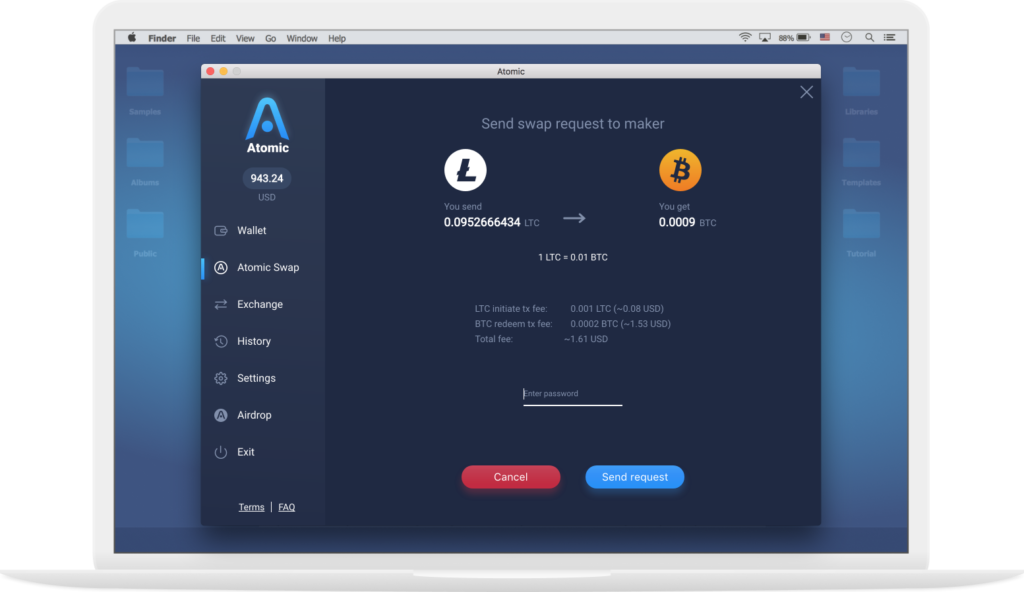 Finder File Edit View Go Window Help 88%
Atomic
Samples
Albums
Public
Libraries
Templates
Tutorial
Atomic
943.24
USD
Wallet
Atomic Swap
Exchange
History
Settings
Airdrop
Exit
Terms | FAQ
Send swap request to maker
You send
0.0952666434 LTC
You get
0.0009 BTC
1 LTC = 0.01 BTC
LTC initiate tx fee: 0.001 LTC (~0.08 USD)
BTC redeem tx fee: 0.0002 BTC (~1.53 USD)
Total fee: ~1.61 USD
Enter password
Cancel
Send request